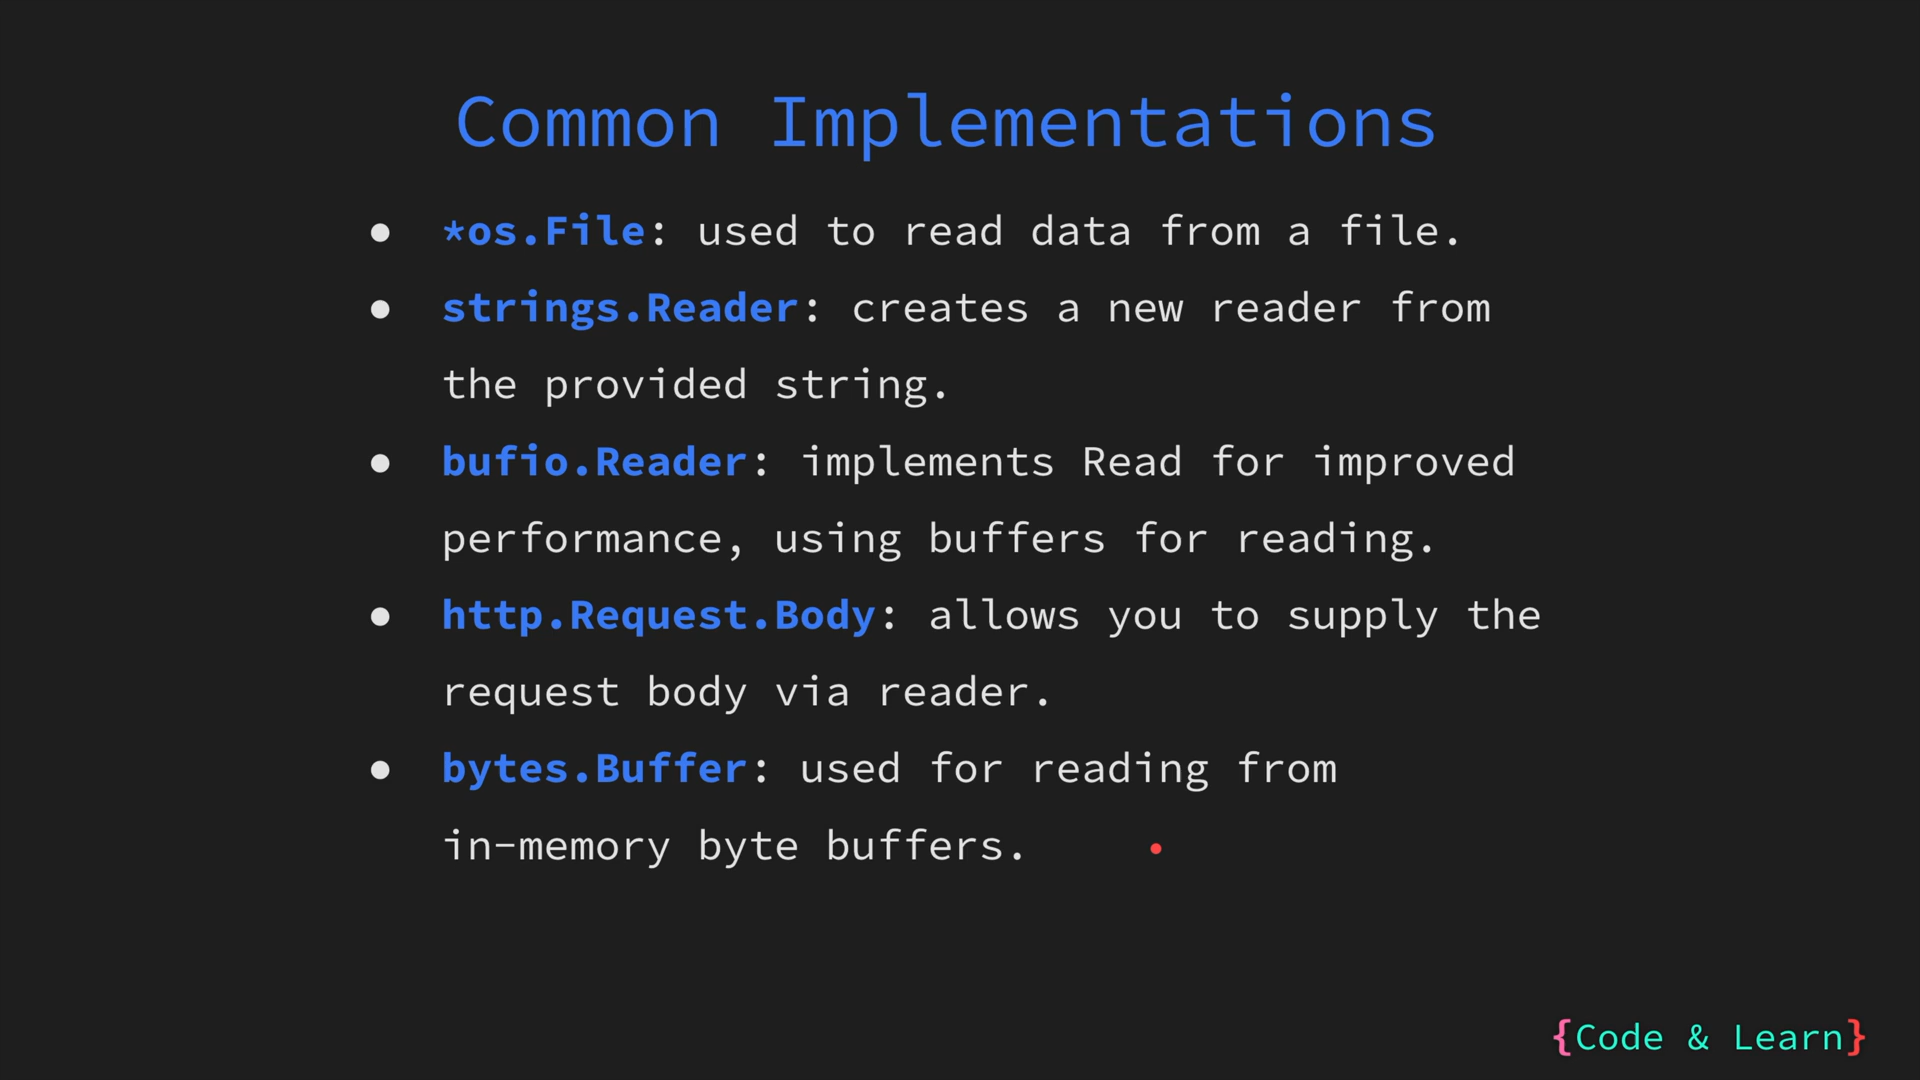 Common Implementations
● *os.File: used to read data from a file.
● strings.Reader: creates a new reader from
the provided string.
● bufio.Reader: implements Read for improved
performance, using buffers for reading.
● http.Request.Body: allows you to supply the
request body via reader.
● bytes.Buffer: used for reading from
in-memory byte buffers.
{Code & Learn}